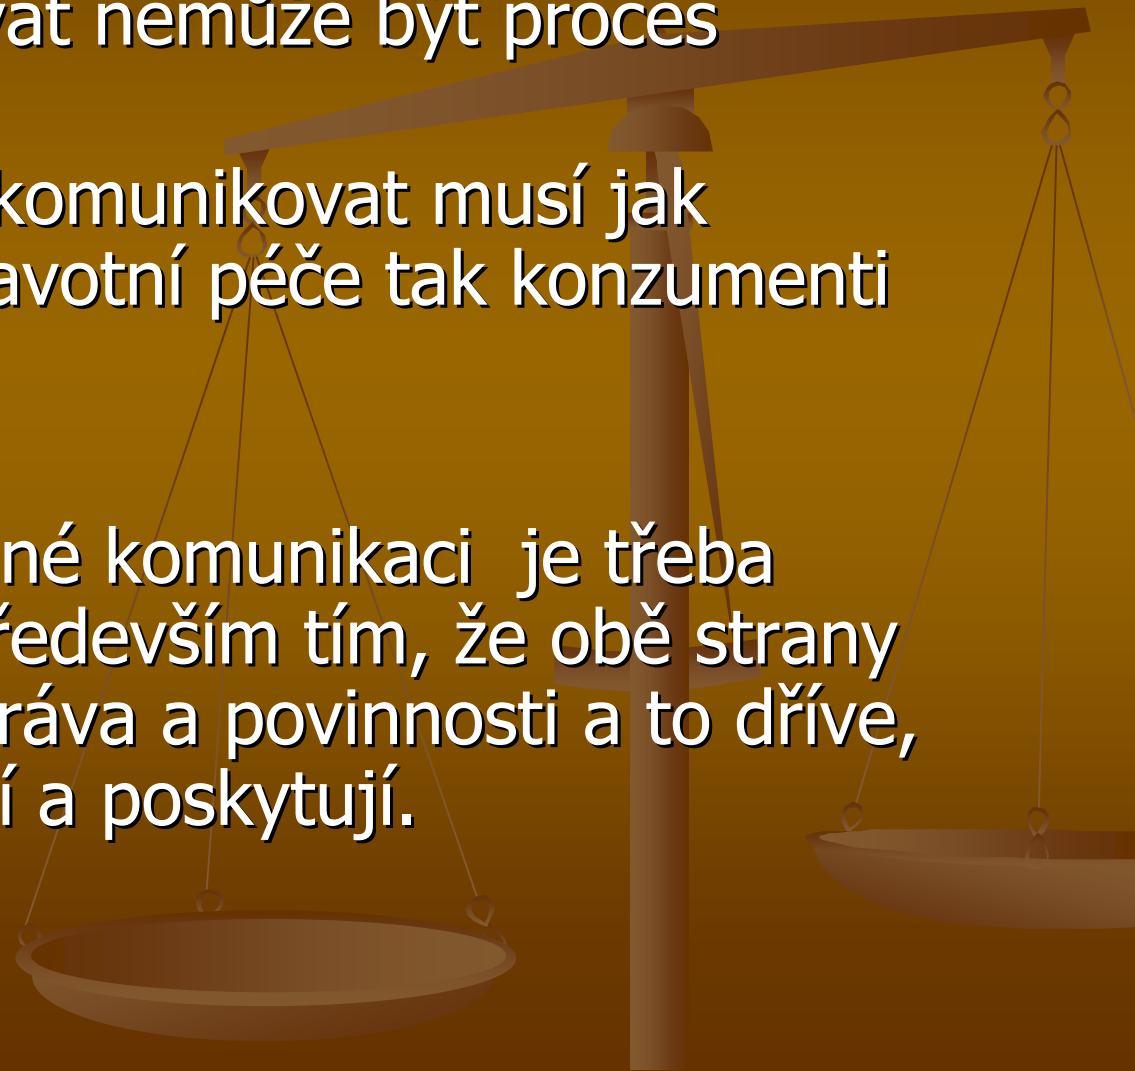 vat nemůže být proces
komunikovat musí jak
avotní péče tak konzumenti
né komunikaci je třeba
ředevším tím, že obě strany
ráva a povinnosti a to dříve,
í a poskytují.